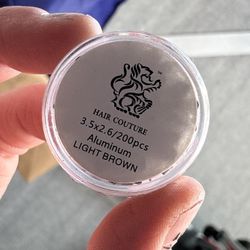 HAIR COUTURE
3.5x2.6/200pcs
Aluminum
LIGHT BROWN